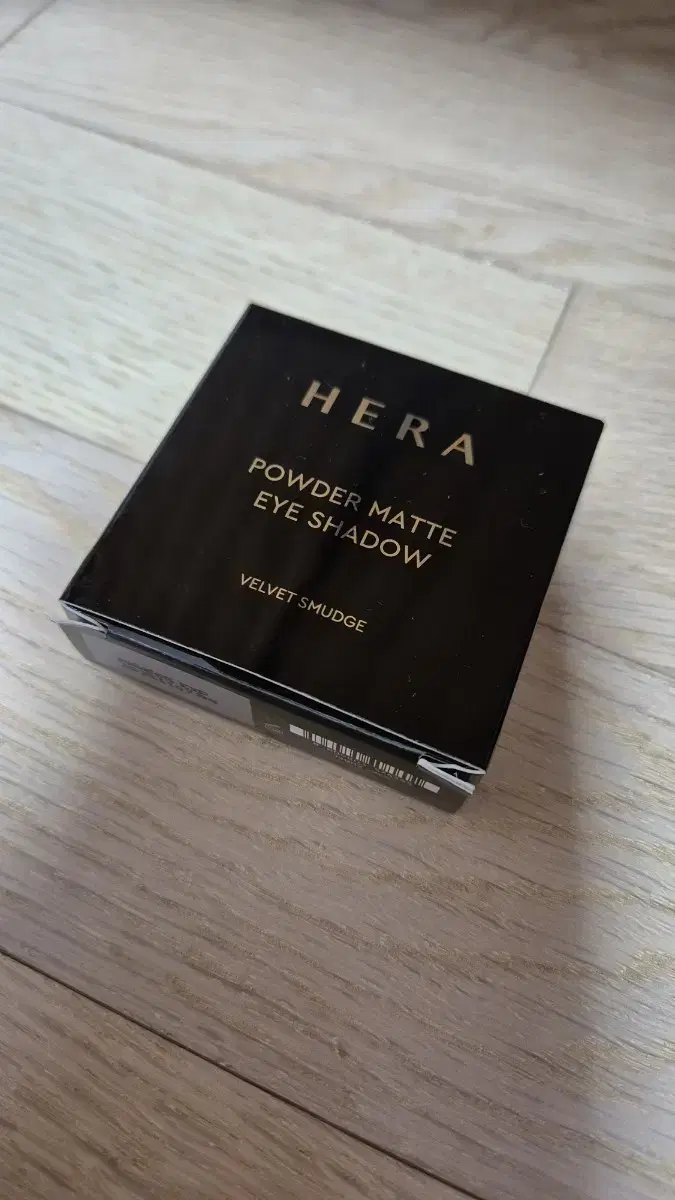 HERA
POWDER MATTE
EYE SHADOW
VELVET SMUDGE